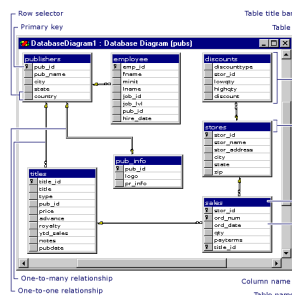 Row selector
Table title bar
Primary key
Table
DatabaseDiagram1 : Database Diagram (pubs)
publishers
pub_id
pub_name
city
state
country
employee
emp_id
fname
minit
lname
job_id
job_lvl
pub_id
hire_date
discounts
discounttype
stor_id
lowqty
highqty
discount
stores
stor_id
stor_name
stor_address
city
state
zip
pub_info
pub_id
logo
pr_info
titles
title_id
title
type
pub_id
price
advance
royalty
ytd_sales
notes
pubdate
sales
stor_id
ord_num
ord_date
qty
payterms
title_id
One-to-many relationship
One-to-one relationship
Column name
Table name